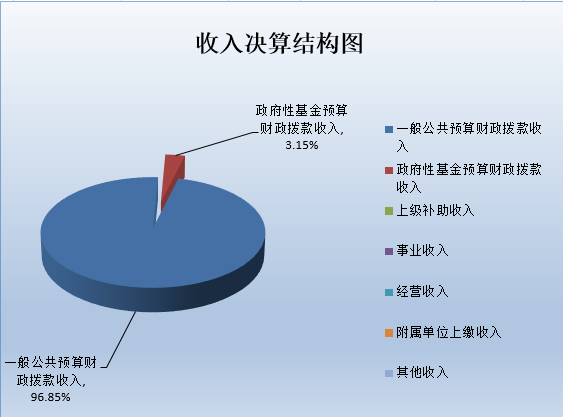 收入决算结构图
政府性基金预算
财政拨款收入,
3.15%
一般公共预算财
政拨款收入,
96.85%
一般公共预算财政拨款收
入
政府性基金预算财政拨款
收入
上级补助收入
事业收入
经营收入
附属单位上缴收入
其他收入